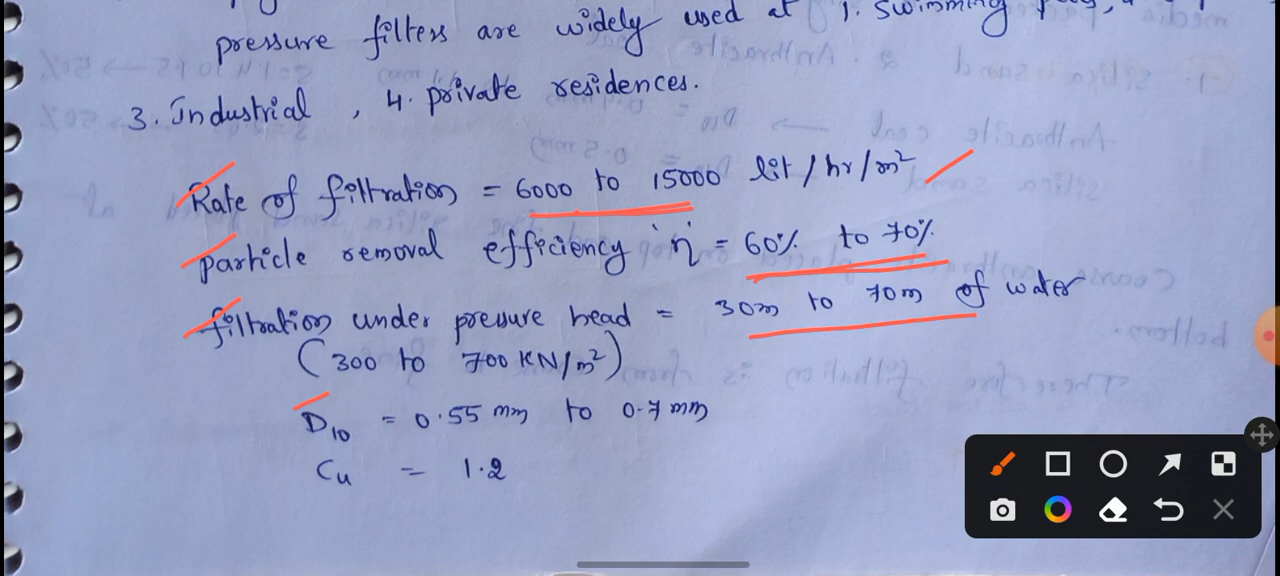 pressure filters are widely used at 1. swimming
3. Industrial , 4. private residences.
Rate of filtration = 6000 to 15000 lit/hr/m²
particle removal efficiency 'η' = 60% to 70%
filtration under pressure head = 30m to 70m of water
(300 to 700 KN/m²)
D10 = 0.55 mm to 0.7 mm
Cu = 1.2